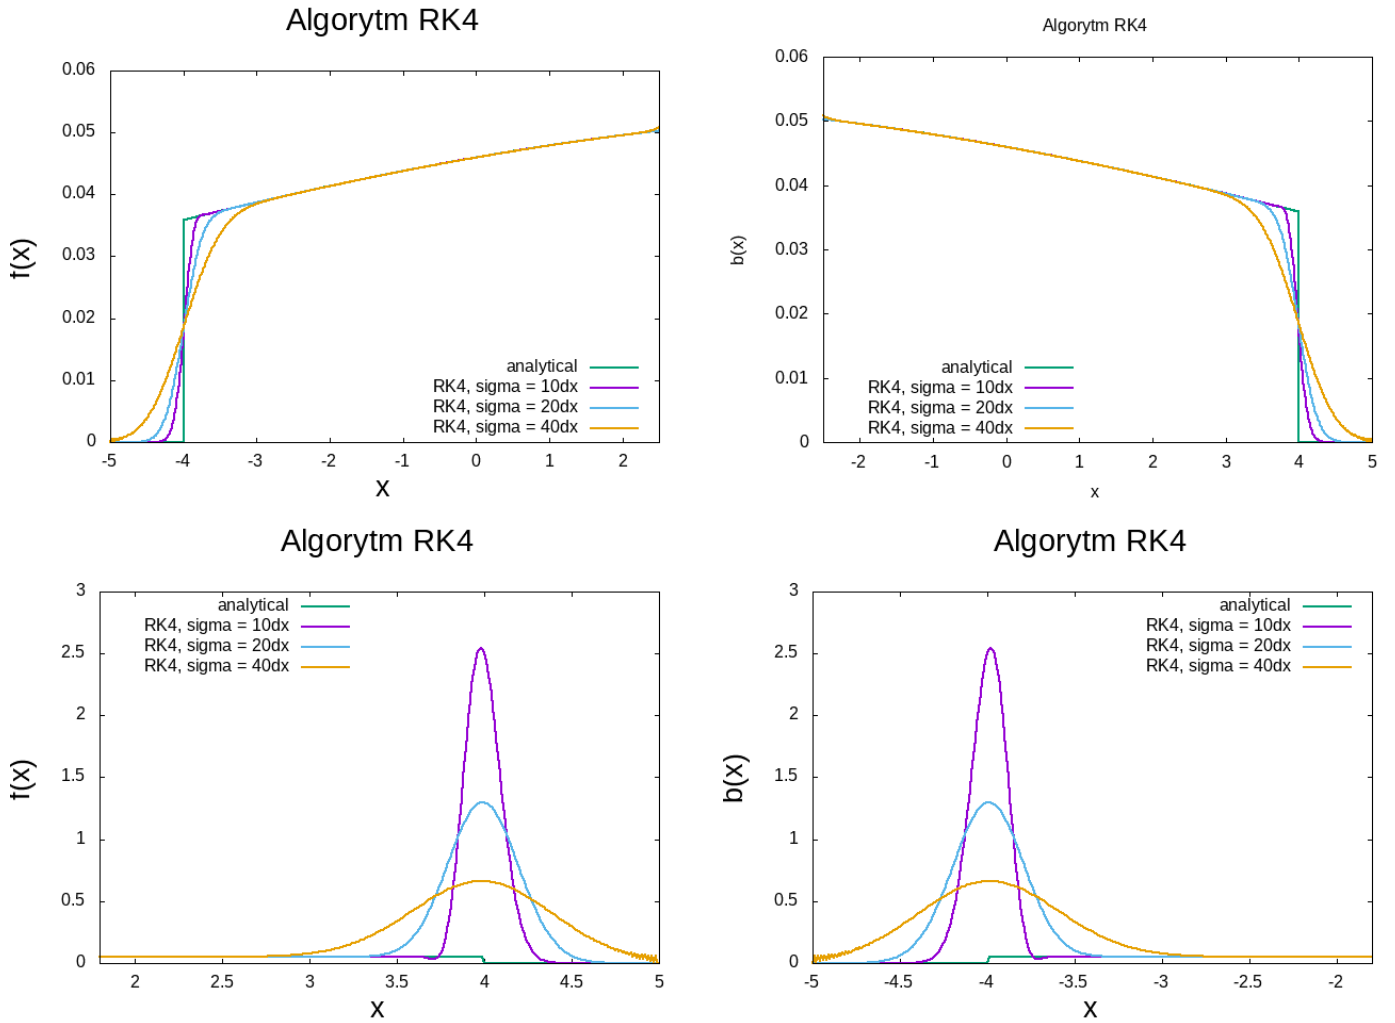 Algorytm RK4
f(x)
0.06
0.05
0.04
0.03
0.02
0.01
0
analytical
RK4, sigma = 10dx
RK4, sigma = 20dx
RK4, sigma = 40dx
-5
-4
-3
-2
-1
0
1
2
x
Algorytm RK4
b(x)
0.06
0.05
0.04
0.03
0.02
0.01
0
analytical
RK4, sigma = 10dx
RK4, sigma = 20dx
RK4, sigma = 40dx
-2
-1
0
1
2
3
4
5
x
Algorytm RK4
f(x)
3
2.5
2
1.5
1
0.5
0
analytical
RK4, sigma = 10dx
RK4, sigma = 20dx
RK4, sigma = 40dx
2
2.5
3
3.5
4
4.5
5
x
Algorytm RK4
b(x)
3
2.5
2
1.5
1
0.5
0
analytical
RK4, sigma = 10dx
RK4, sigma = 20dx
RK4, sigma = 40dx
-5
-4.5
-4
-3.5
-3
-2.5
-2
x